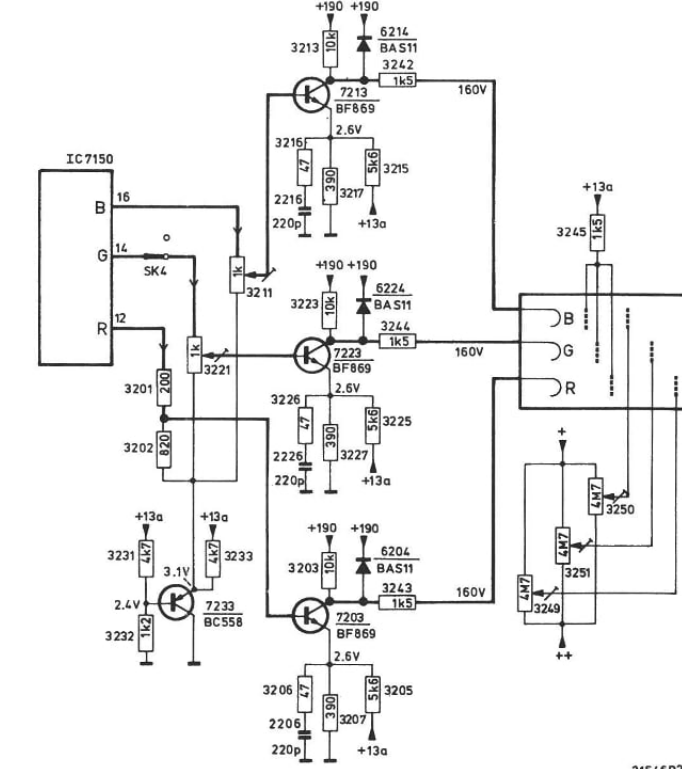 +190 +190
6214
BAS11
3213
10k
3242
1k5
160V
7213
BF869
2.6V
3216
47
390
5k6
3215
2216
3217
220p
+13a
IC7150
B
16
G
14
SK4
R
12
1k
3211
1k
3221
3201
200
3202
820
+190 +190
6224
BAS11
3223
10k
3244
1k5
160V
7223
BF869
2.6V
3226
47
390
5k6
3225
2226
3227
220p
+13a
+13a
3245
1k5
B
G
R
+
4M7
3250
4M7
3251
4M7
3249
++
+13a
+13a
3231
4k7
4k7
3233
3.1V
2.4V
7233
BC558
3232
1k2
+190 +190
6204
BAS11
3203
10k
3243
1k5
160V
7203
BF869
2.6V
3206
47
390
5k6
3205
2206
3207
220p
+13a